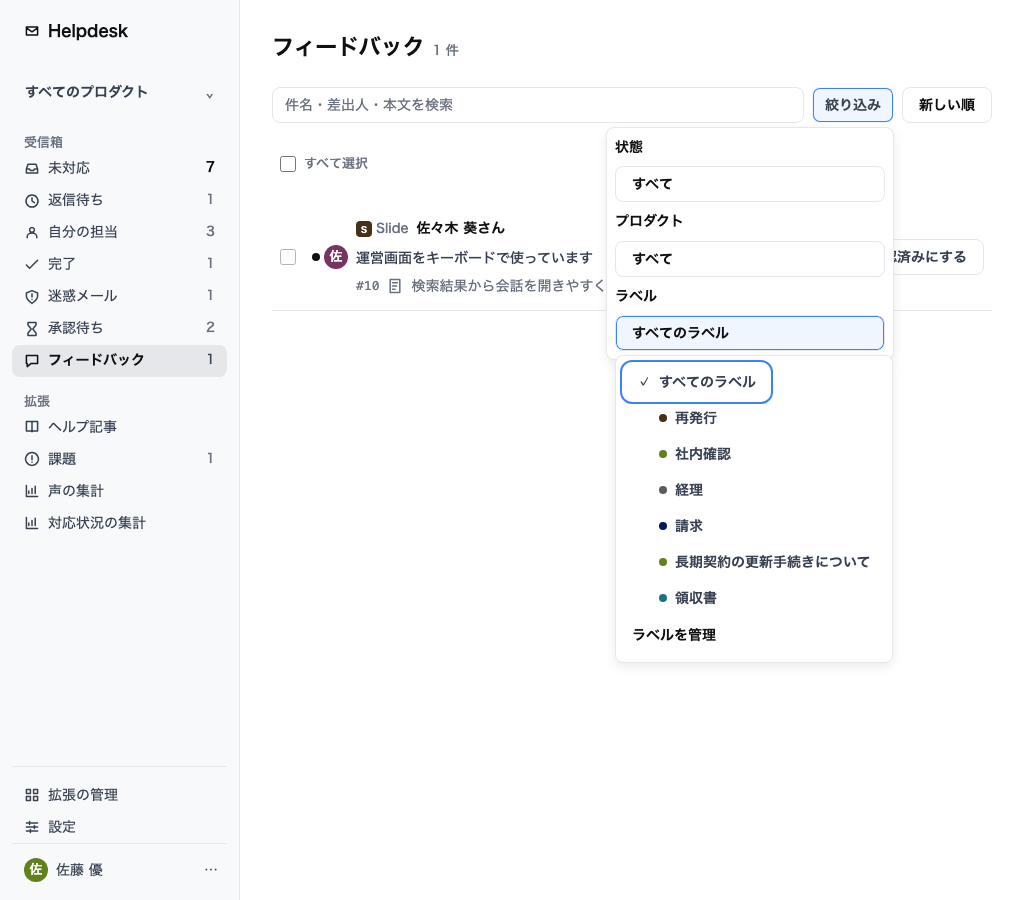 Helpdesk
すべてのプロダクト
受信箱
未対応 7
返信待ち 1
自分の担当 3
完了 1
迷惑メール 1
承認待ち 2
フィードバック 1
拡張
ヘルプ記事
課題 1
声の集計
対応状況の集計
拡張の管理
設定
佐 佐藤 優 …
フィードバック 1 件
件名・差出人・本文を検索 絞り込み 新しい順
すべて選択
S Slide 佐々木 葵さん
佐 運営画面をキーボードで使っています
#10 検索結果から会話を開きやすく
済みにする
状態
すべて
プロダクト
すべて
ラベル
すべてのラベル
✓ すべてのラベル
再発行
社内確認
経理
請求
長期契約の更新手続きについて
領収書
ラベルを管理